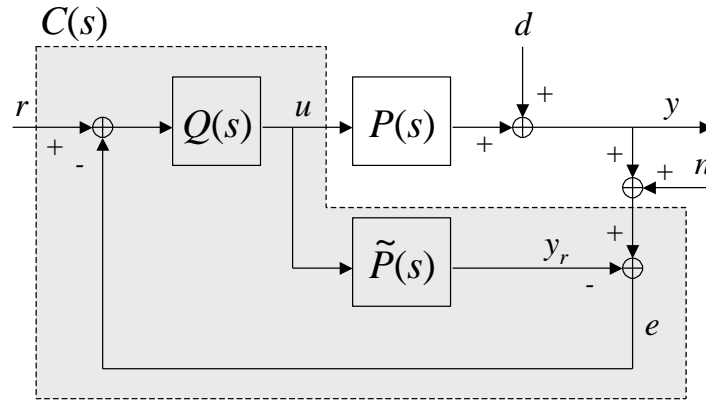 C(s)
d
r
u
y
+
Q(s)
P(s)
+
-
+
+
+
n
+
P̃(s)
y_r
-
+
e